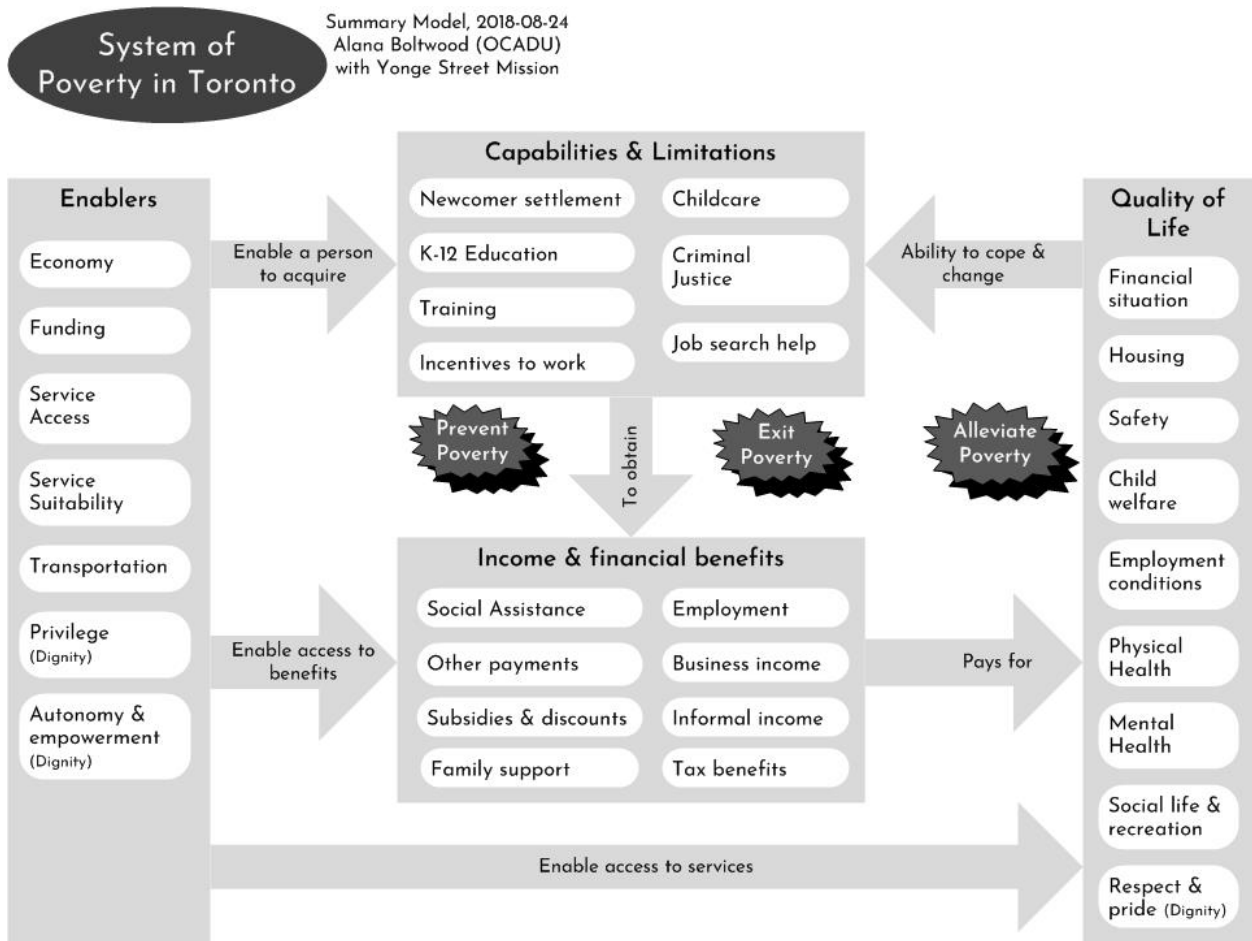 System of
Poverty in Toronto
Summary Model, 2018-08-24
Alana Boltwood (OCADU)
with Yonge Street Mission
Enablers
Economy
Funding
Service
Access
Service
Suitability
Transportation
Privilege
(Dignity)
Autonomy &
empowerment
(Dignity)
Enable a person
to acquire
Capabilities & Limitations
Newcomer settlement
K-12 Education
Training
Incentives to work
Childcare
Criminal
Justice
Job search help
Ability to cope &
change
Prevent
Poverty
To obtain
Exit
Poverty
Alleviate
Poverty
Enable access to
benefits
Income & financial benefits
Social Assistance
Other payments
Subsidies & discounts
Family support
Employment
Business income
Informal income
Tax benefits
Pays for
Enable access to services
Quality of
Life
Financial
situation
Housing
Safety
Child
welfare
Employment
conditions
Physical
Health
Mental
Health
Social life &
recreation
Respect &
pride (Dignity)